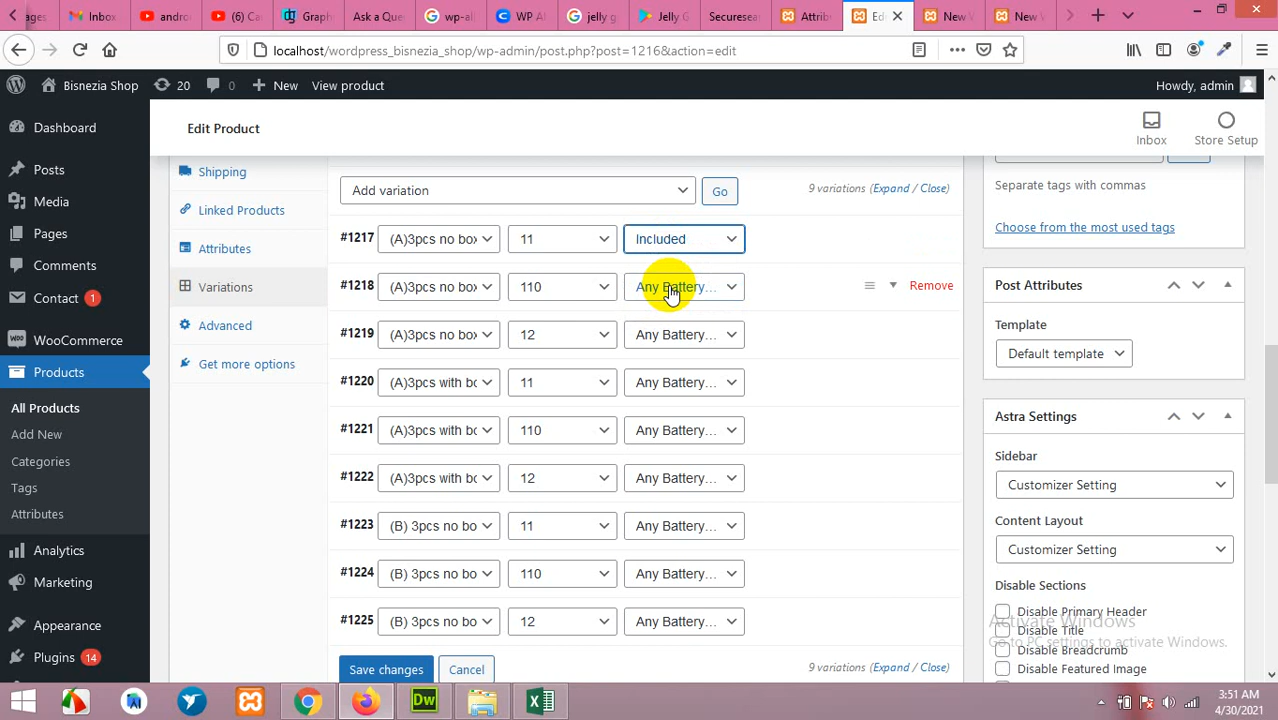 ages
Inbox
andro
(6) Ca
Graph
Ask a Que
wp-all
WP Al
jelly g
Jelly G
Securesea
Attrib
Ed
New V
New V
localhost/wordpress_bisnezia_shop/wp-admin/post.php?post=1216&action=edit
Bisnezia Shop 20 0 New View product Howdy, admin
Edit Product
Inbox Store Setup
Dashboard
Posts
Media
Pages
Comments
Contact 1
WooCommerce
Products
All Products
Add New
Categories
Tags
Attributes
Analytics
Marketing
Appearance
Plugins 14
Shipping
Linked Products
Attributes
Variations
Advanced
Get more options
Add variation Go 9 variations (Expand / Close)
#1217 (A)3pcs no box 11 Included
#1218 (A)3pcs no box 110 Any Battery... Remove
#1219 (A)3pcs no box 12 Any Battery...
#1220 (A)3pcs with bo 11 Any Battery...
#1221 (A)3pcs with bo 110 Any Battery...
#1222 (A)3pcs with bo 12 Any Battery...
#1223 (B) 3pcs no bo 11 Any Battery...
#1224 (B) 3pcs no bo 110 Any Battery...
#1225 (B) 3pcs no bo 12 Any Battery...
Save changes Cancel 9 variations (Expand / Close)
Separate tags with commas
Choose from the most used tags
Post Attributes
Template
Default template
Astra Settings
Sidebar
Customizer Setting
Content Layout
Customizer Setting
Disable Sections
Disable Primary Header
Disable Title
Disable Breadcrumb
Disable Featured Image
Activate Windows
Go to PC settings to activate Windows.
Dw
3:51 AM
4/30/2021